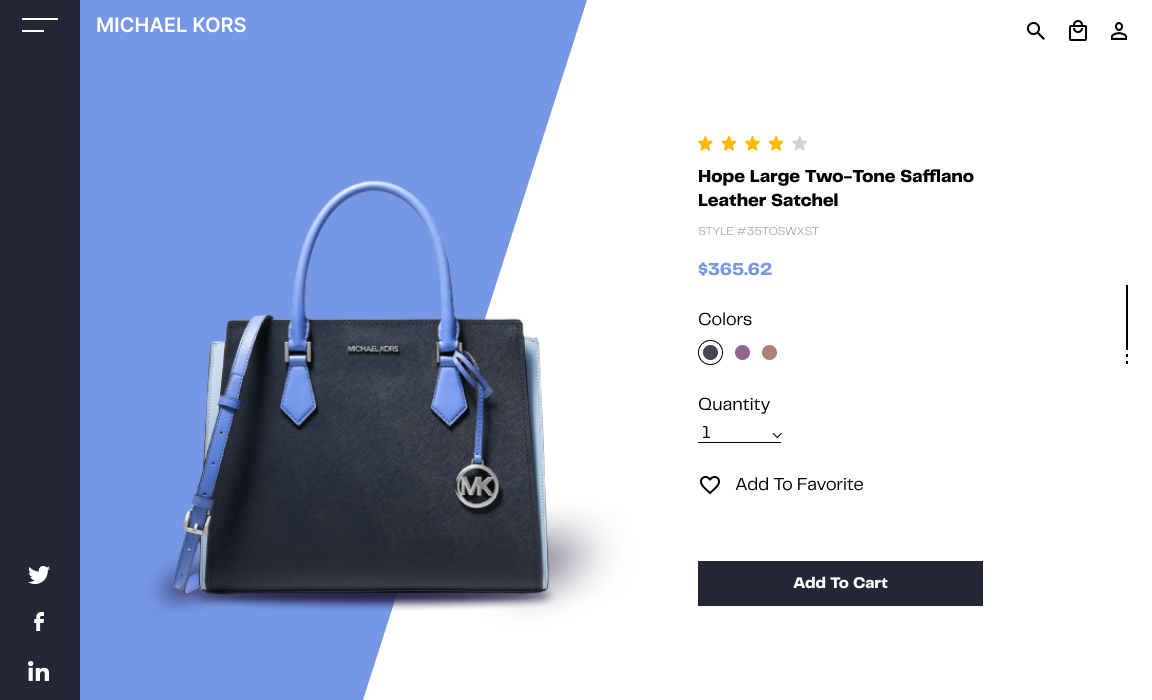 MICHAEL KORS
Hope Large Two-Tone Safflano
Leather Satchel
STYLE #35TOSWXST
$365.62
Colors
Quantity
1
Add To Favorite
Add To Cart
MICHAEL KORS
MK